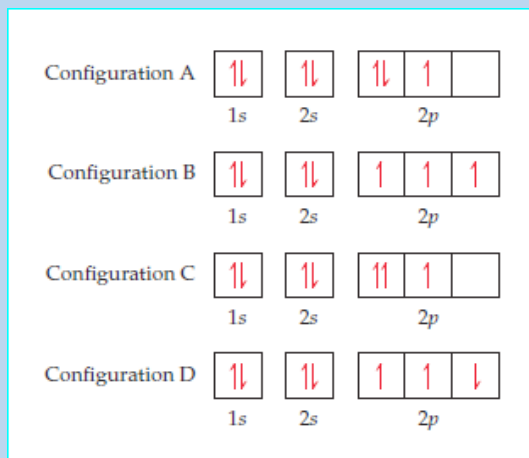 Configuration A
1s 2s 2p
Configuration B
1s 2s 2p
Configuration C
1s 2s 2p
Configuration D
1s 2s 2p